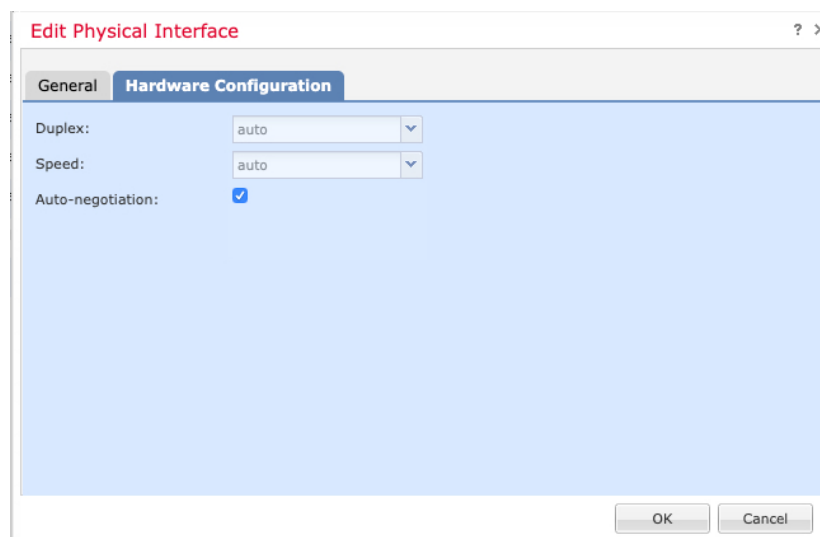 Edit Physical Interface
?
General Hardware Configuration
Duplex: auto
Speed: auto
Auto-negotiation:
OK Cancel